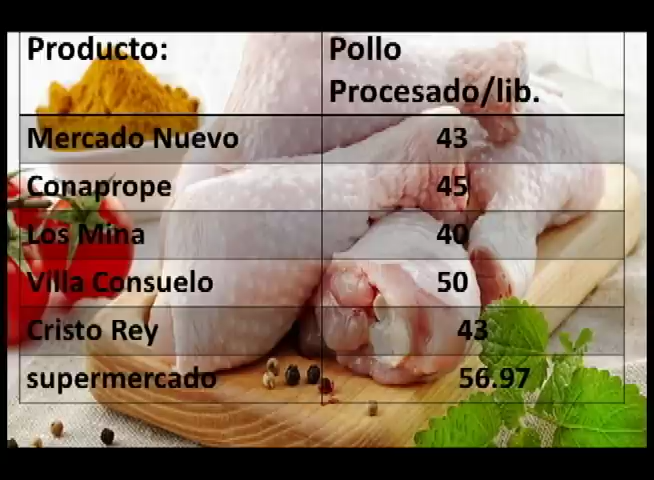 Producto: Pollo
Procesado/lib.
Mercado Nuevo 43
Conaprope 45
Los Mina 40
Villa Consuelo 50
Cristo Rey 43
supermercado 56.97